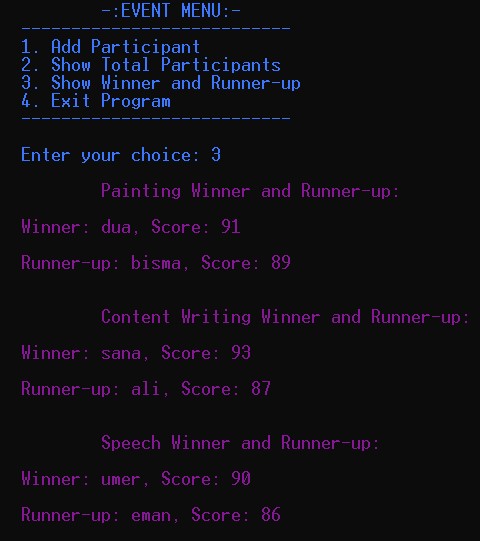 -:EVENT MENU:-
---------------------------
1. Add Participant
2. Show Total Participants
3. Show Winner and Runner-up
4. Exit Program
---------------------------
Enter your choice: 3
Painting Winner and Runner-up:
Winner: dua, Score: 91
Runner-up: bisma, Score: 89
Content Writing Winner and Runner-up:
Winner: sana, Score: 93
Runner-up: ali, Score: 87
Speech Winner and Runner-up:
Winner: umer, Score: 90
Runner-up: eman, Score: 86